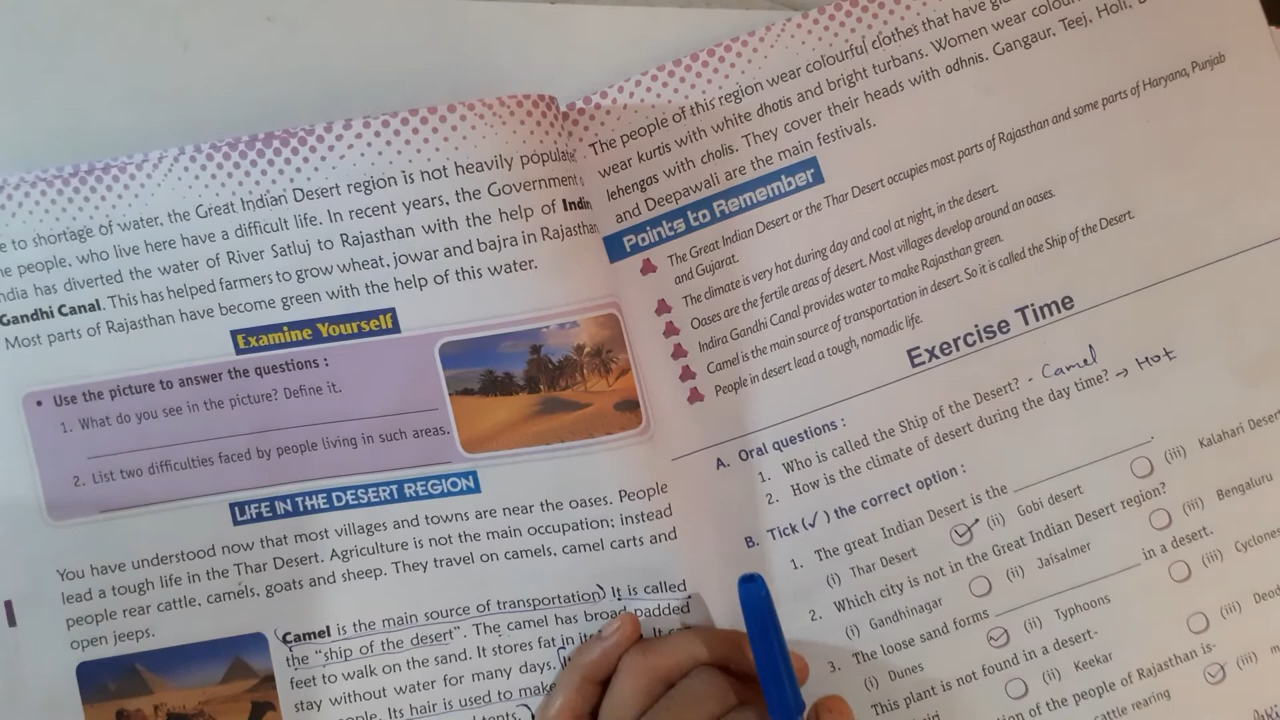 e to shortage of water, the Great Indian Desert region is not heavily populate
e people, who live here have a difficult life. In recent years, the Government
ndia has diverted the water of River Satluj to Rajasthan with the help of Indir
Gandhi Canal. This has helped farmers to grow wheat, jowar and bajra in Rajasthan
Most parts of Rajasthan have become green with the help of this water.
Examine Yourself
• Use the picture to answer the questions :
1. What do you see in the picture? Define it.
2. List two difficulties faced by people living in such areas.
LIFE IN THE DESERT REGION
You have understood now that most villages and towns are near the oases. People
lead a tough life in the Thar Desert. Agriculture is not the main occupation; instead
people rear cattle, camels, goats and sheep. They travel on camels, camel carts and
open jeeps.
(Camel is the main source of transportation) It is called
the "ship of the desert". The camel has broad padded
feet to walk on the sand. It stores fat in its
stay without water for many days.
Its hair is used to make
tents.
The people of this region wear colourful clothes that have
wear kurtis with white dhotis and bright turbans. Women wear
lehengas with cholis. They cover their heads with odhnis. Gangaur, Teej, Holi,
and Deepawali are the main festivals.
Points to Remember
The Great Indian Desert or the Thar Desert occupies most parts of Rajasthan and some parts of Haryana, Punjab
and Gujarat.
The climate is very hot during day and cool at night, in the desert.
Oases are the fertile areas of desert. Most villages develop around an oases.
Indira Gandhi Canal provides water to make Rajasthan green.
Camel is the main source of transportation in desert. So it is called the Ship of the Desert.
People in desert lead a tough, nomadic life.
Exercise Time
A. Oral questions :
1. Who is called the Ship of the Desert? - Camel
2. How is the climate of desert during the day time? → Hot
B. Tick (✓) the correct option :
1. The great Indian Desert is the ______.
(i) Thar Desert (ii) Gobi desert (iii) Kalahari Deser
2. Which city is not in the Great Indian Desert region?
(i) Gandhinagar (ii) Jaisalmer (iii) Bengaluru
3. The loose sand forms ______ in a desert.
(i) Dunes (ii) Typhoons (iii) Cyclones
This plant is not found in a desert-
(ii) Keekar (iii) Deod
on of the people of Rajasthan is-
attle rearing (iii) m